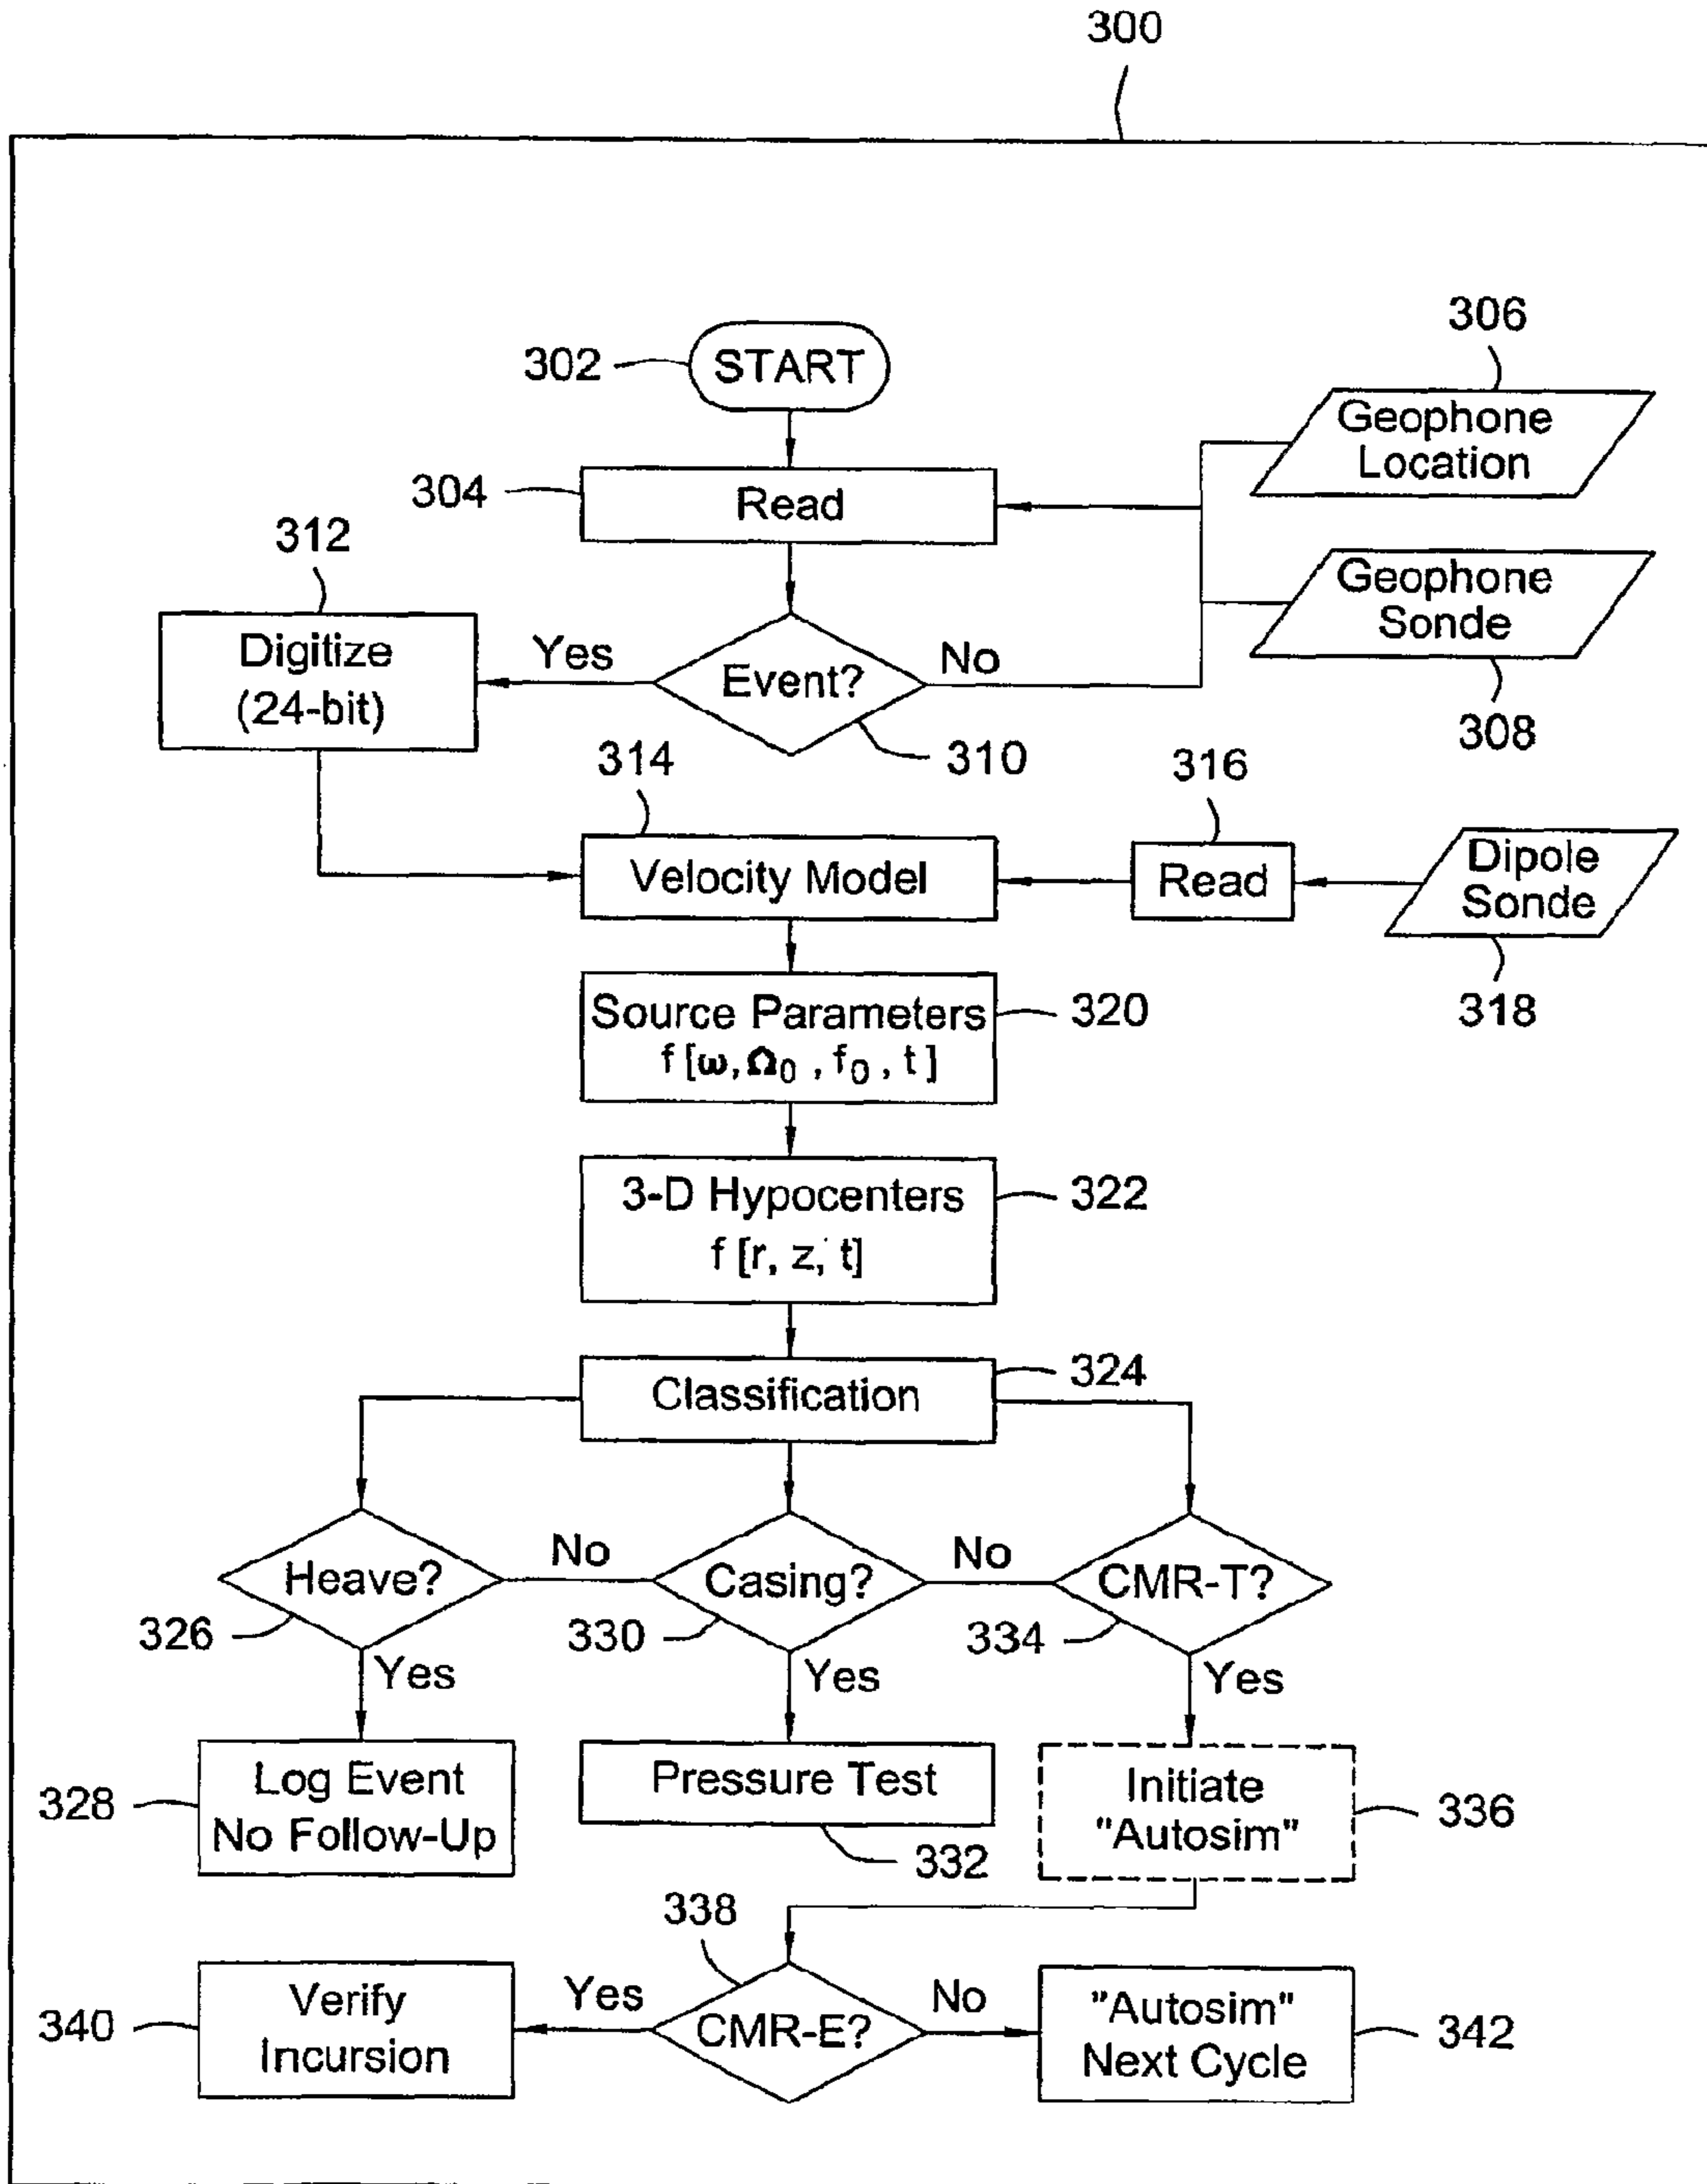 300
302
START
306
Geophone
Location
304
Read
312
Geophone
Sonde
308
Digitize
(24-bit)
Yes
Event?
No
310
314
316
Velocity Model
Read
Dipole
Sonde
318
Source Parameters
f [ω, Ω₀ , f₀ , t ]
320
3-D Hypocenters
f [r, z, t]
322
324
Classification
Heave?
No
Casing?
No
CMR-T?
326
330
334
Yes
Yes
Yes
328
Log Event
No Follow-Up
Pressure Test
332
Initiate
"Autosim"
336
338
340
Verify
Incursion
Yes
CMR-E?
No
"Autosim"
Next Cycle
342